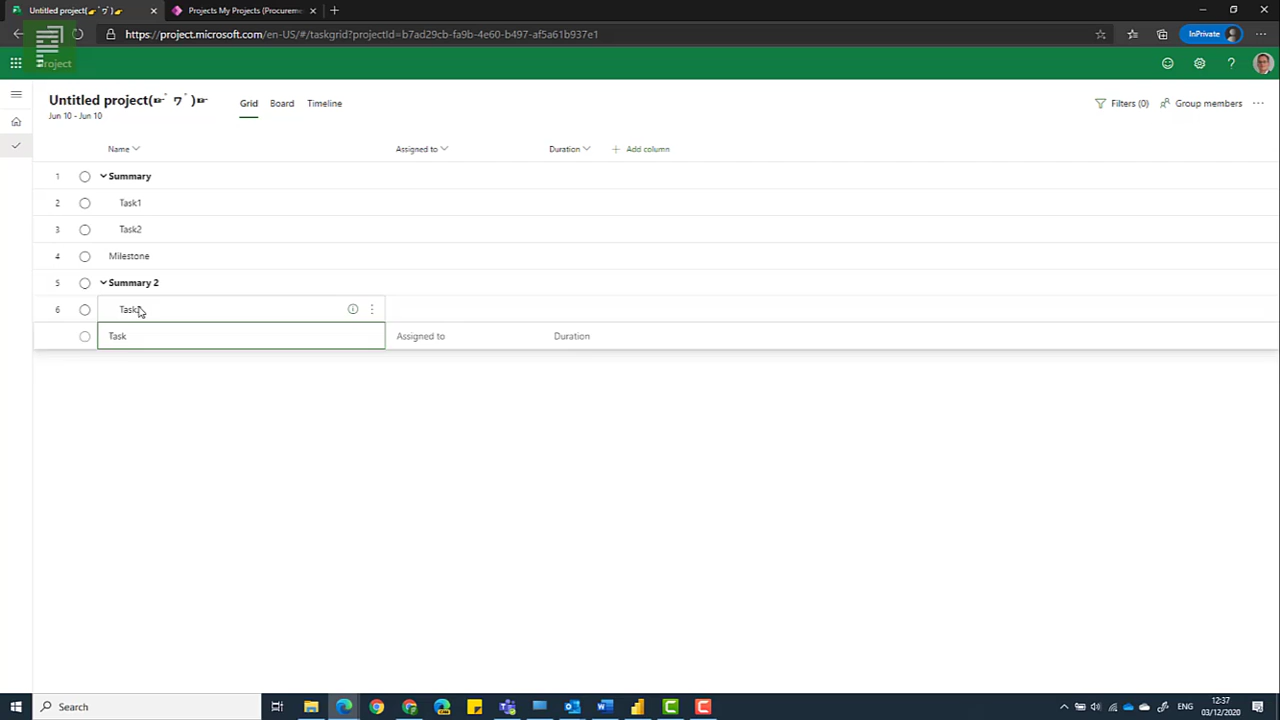 Untitled project(👉ﾟヮﾟ)👉
Projects My Projects (Procureme
https://project.microsoft.com/en-US/#/taskgrid?projectId=b7ad29cb-fa9b-4e60-b497-af5a61b937e1
InPrivate
Project
Untitled project(☛ﾟヮﾟ)☛
Grid
Board
Timeline
Filters (0)
Group members
Jun 10 - Jun 10
Name
Assigned to
Duration
Add column
1 Summary
2 Task1
3 Task2
4 Milestone
5 Summary 2
6
Task
Assigned to
Duration
Search
ENG
12:37
03/12/2020